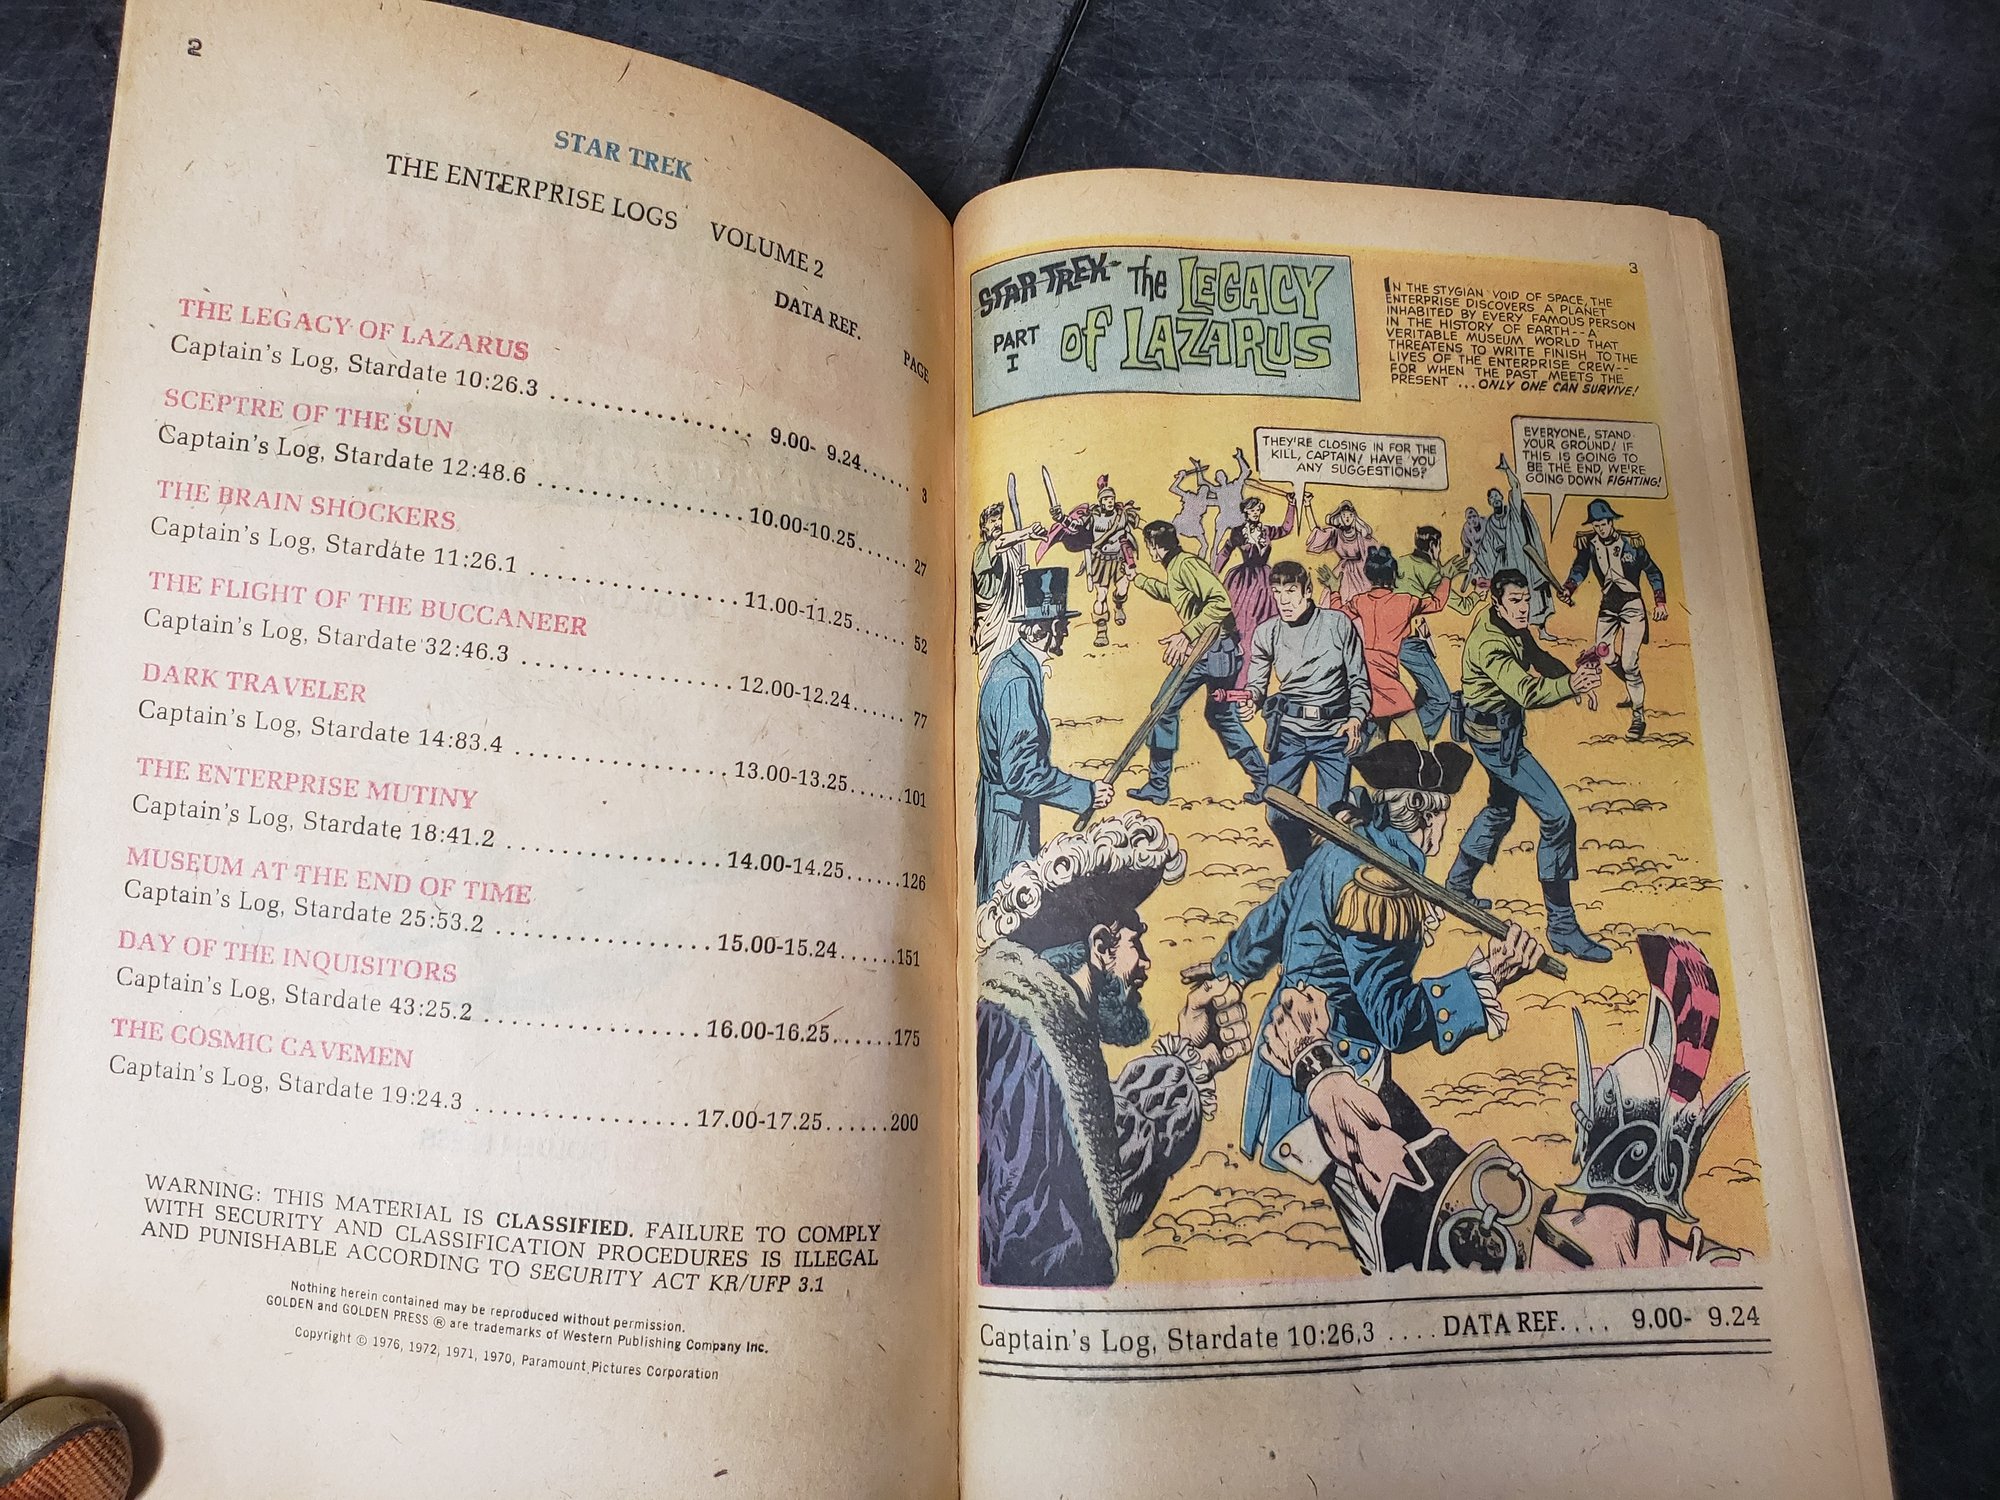 2
STAR TREK
THE ENTERPRISE LOGS VOLUME 2
DATA REF.
PAGE
THE LEGACY OF LAZARUS
Captain's Log, Stardate 10:26.3 .............. 9.00- 9.24...... 3
SCEPTRE OF THE SUN
Captain's Log, Stardate 12:48.6 ................ 10.00-10.25...... 27
THE BRAIN SHOCKERS
Captain's Log, Stardate 11:26.1 ................ 11.00-11.25...... 52
THE FLIGHT OF THE BUCCANEER
Captain's Log, Stardate 32:46.3 ................ 12.00-12.24...... 77
DARK TRAVELER
Captain's Log, Stardate 14:83.4 ................ 13.00-13.25......101
THE ENTERPRISE MUTINY
Captain's Log, Stardate 18:41.2 ................ 14.00-14.25......126
MUSEUM AT THE END OF TIME
Captain's Log, Stardate 25:53.2 ................ 15.00-15.24......151
DAY OF THE INQUISITORS
Captain's Log, Stardate 43:25.2 ................ 16.00-16.25......175
THE COSMIC CAVEMEN
Captain's Log, Stardate 19:24.3 ................ 17.00-17.25......200
WARNING: THIS MATERIAL IS CLASSIFIED. FAILURE TO COMPLY
WITH SECURITY AND CLASSIFICATION PROCEDURES IS ILLEGAL
AND PUNISHABLE ACCORDING TO SECURITY ACT KR/UFP 3.1
Nothing herein contained may be reproduced without permission.
GOLDEN and GOLDEN PRESS ® are trademarks of Western Publishing Company Inc.
Copyright © 1976, 1972, 1971, 1970, Paramount Pictures Corporation
3
STAR TREK
The LEGACY
PART I
of LAZARUS
IN THE STYGIAN VOID OF SPACE, THE
ENTERPRISE DISCOVERS A PLANET
INHABITED BY EVERY FAMOUS PERSON
IN THE HISTORY OF EARTH--A
VERITABLE MUSEUM WORLD THAT
THREATENS TO WRITE FINISH TO THE
LIVES OF THE ENTERPRISE CREW--
FOR WHEN THE PAST MEETS THE
PRESENT ...ONLY ONE CAN SURVIVE!
THEY'RE CLOSING IN FOR THE
KILL, CAPTAIN! HAVE YOU
ANY SUGGESTIONS?
EVERYONE, STAND
YOUR GROUND! IF
THIS IS GOING TO
BE THE END, WE'RE
GOING DOWN FIGHTING!
Captain's Log, Stardate 10:26.3 .... DATA REF. . . . 9.00- 9.24